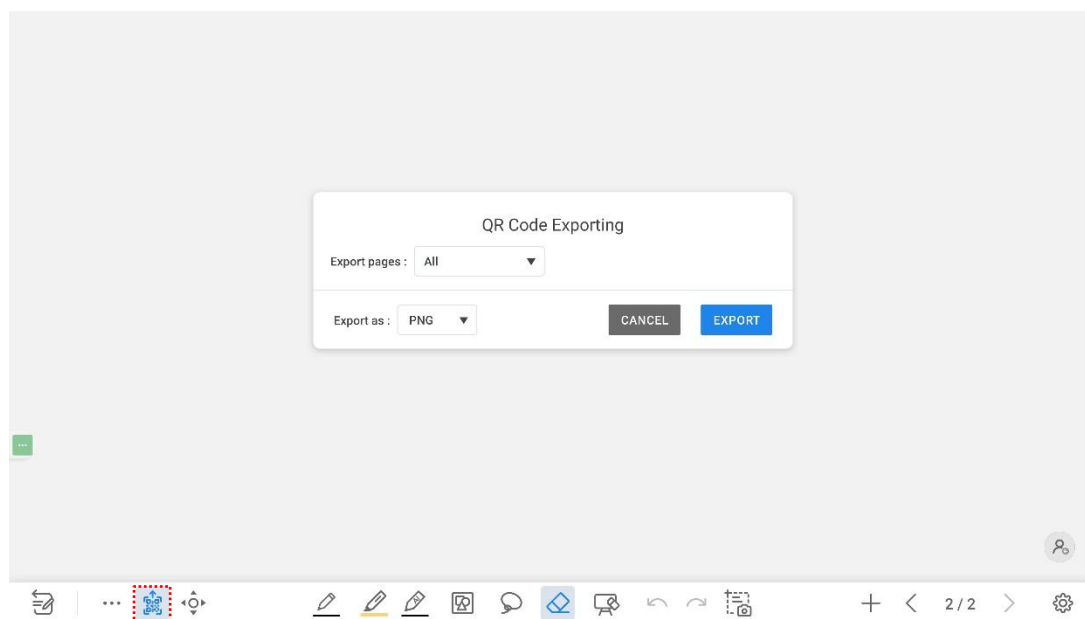 QR Code Exporting
Export pages : All
Export as : PNG CANCEL EXPORT
2 / 2